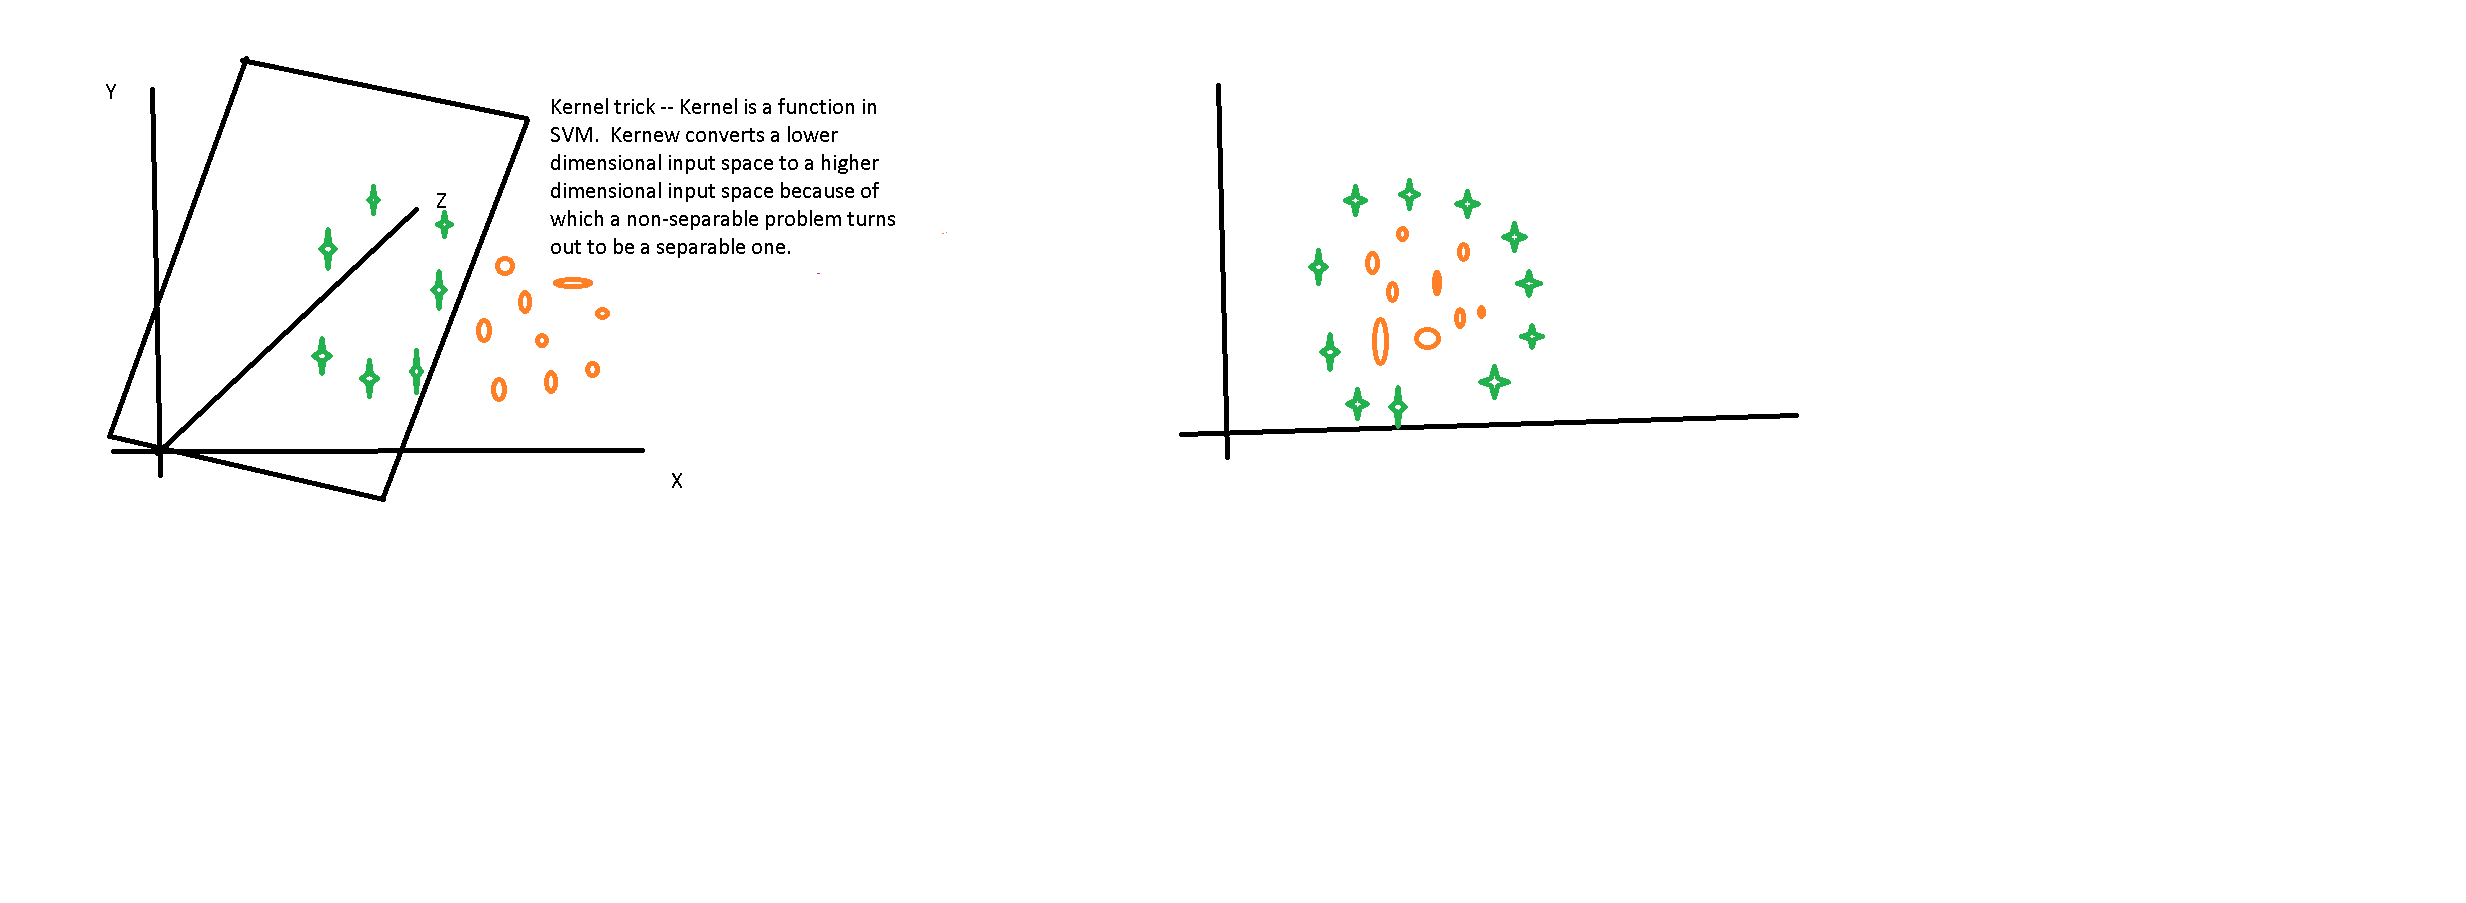 Y
Kernel trick -- Kernel is a function in
SVM.  Kernew converts a lower
dimensional input space to a higher
dimensional input space because of
which a non-separable problem turns
out to be a separable one.
Z
X